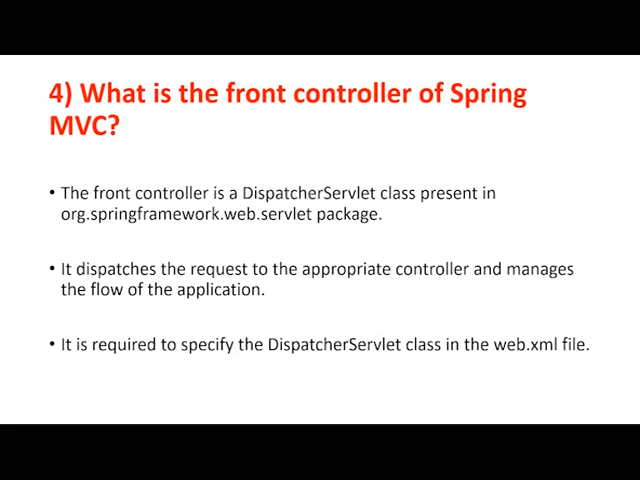 4) What is the front controller of Spring
MVC?
• The front controller is a DispatcherServlet class present in
org.springframework.web.servlet package.
• It dispatches the request to the appropriate controller and manages
the flow of the application.
• It is required to specify the DispatcherServlet class in the web.xml file.